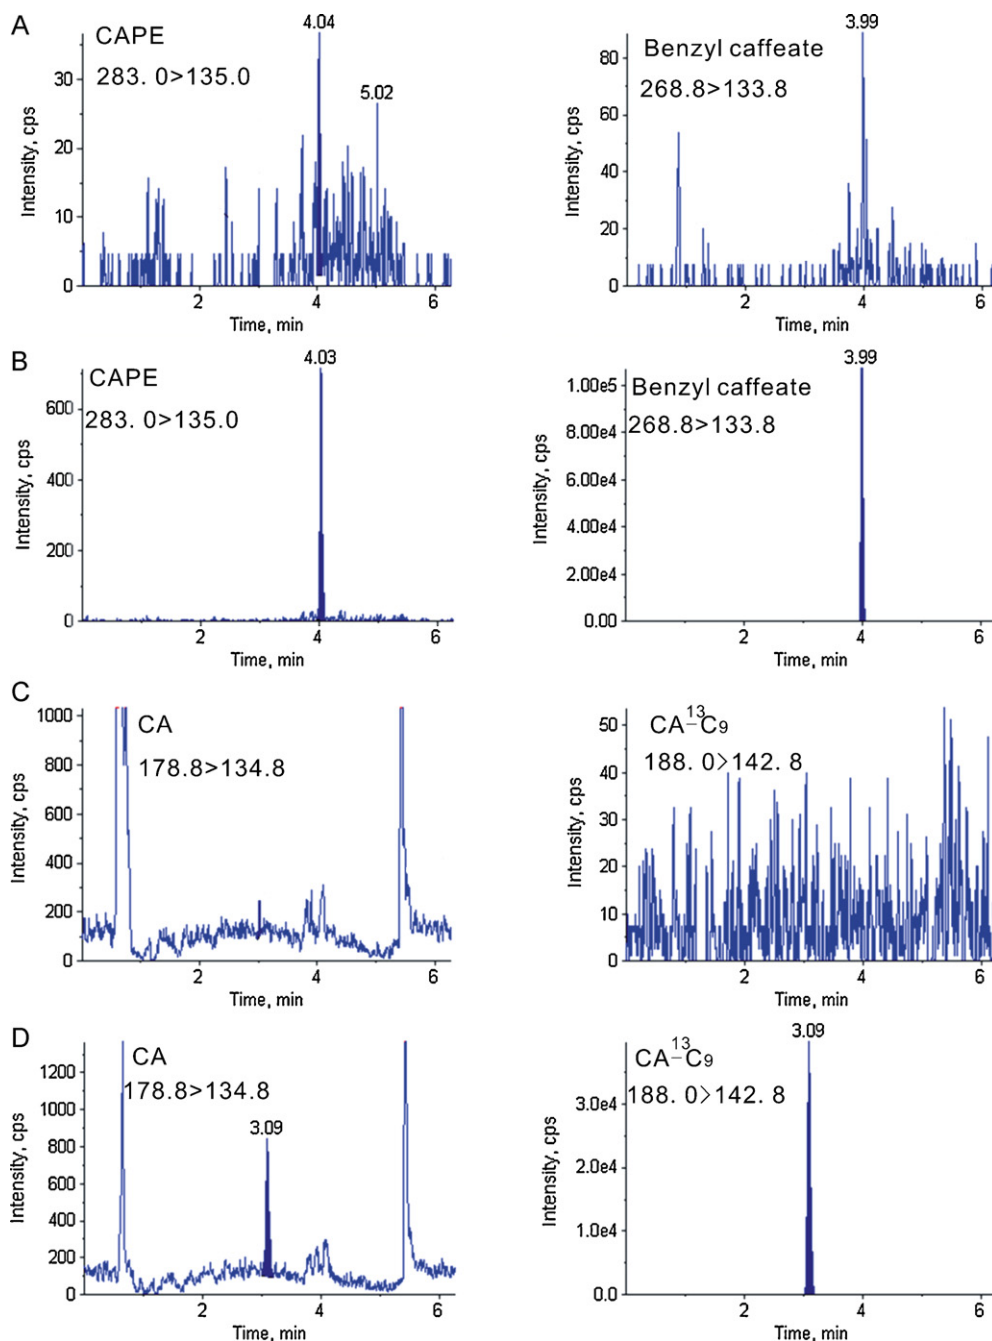 A
CAPE
283. 0>135.0
4.04
5.02
Intensity, cps
30
20
10
0
2
4
6
Time, min
Benzyl caffeate
268.8>133.8
3.99
Intensity, cps
80
60
40
20
0
2
4
6
Time, min
B
CAPE
283. 0>135.0
4.03
Intensity, cps
600
400
200
0
2
4
6
Time, min
Benzyl caffeate
268.8>133.8
3.99
Intensity, cps
1.00e5
8.00e4
6.00e4
4.00e4
2.00e4
0.00
2
4
6
Time, min
C
CA
178.8>134.8
Intensity, cps
1000
800
600
400
200
0
2
4
6
Time, min
CA-¹³C₉
188. 0>142. 8
Intensity, cps
50
40
30
20
10
0
2
4
6
Time, min
D
CA
178.8>134.8
3.09
Intensity, cps
1200
1000
800
600
400
200
0
2
4
6
Time, min
CA-¹³C₉
188. 0>142. 8
3.09
Intensity, cps
3.0e4
2.0e4
1.0e4
0.0
2
4
6
Time, min